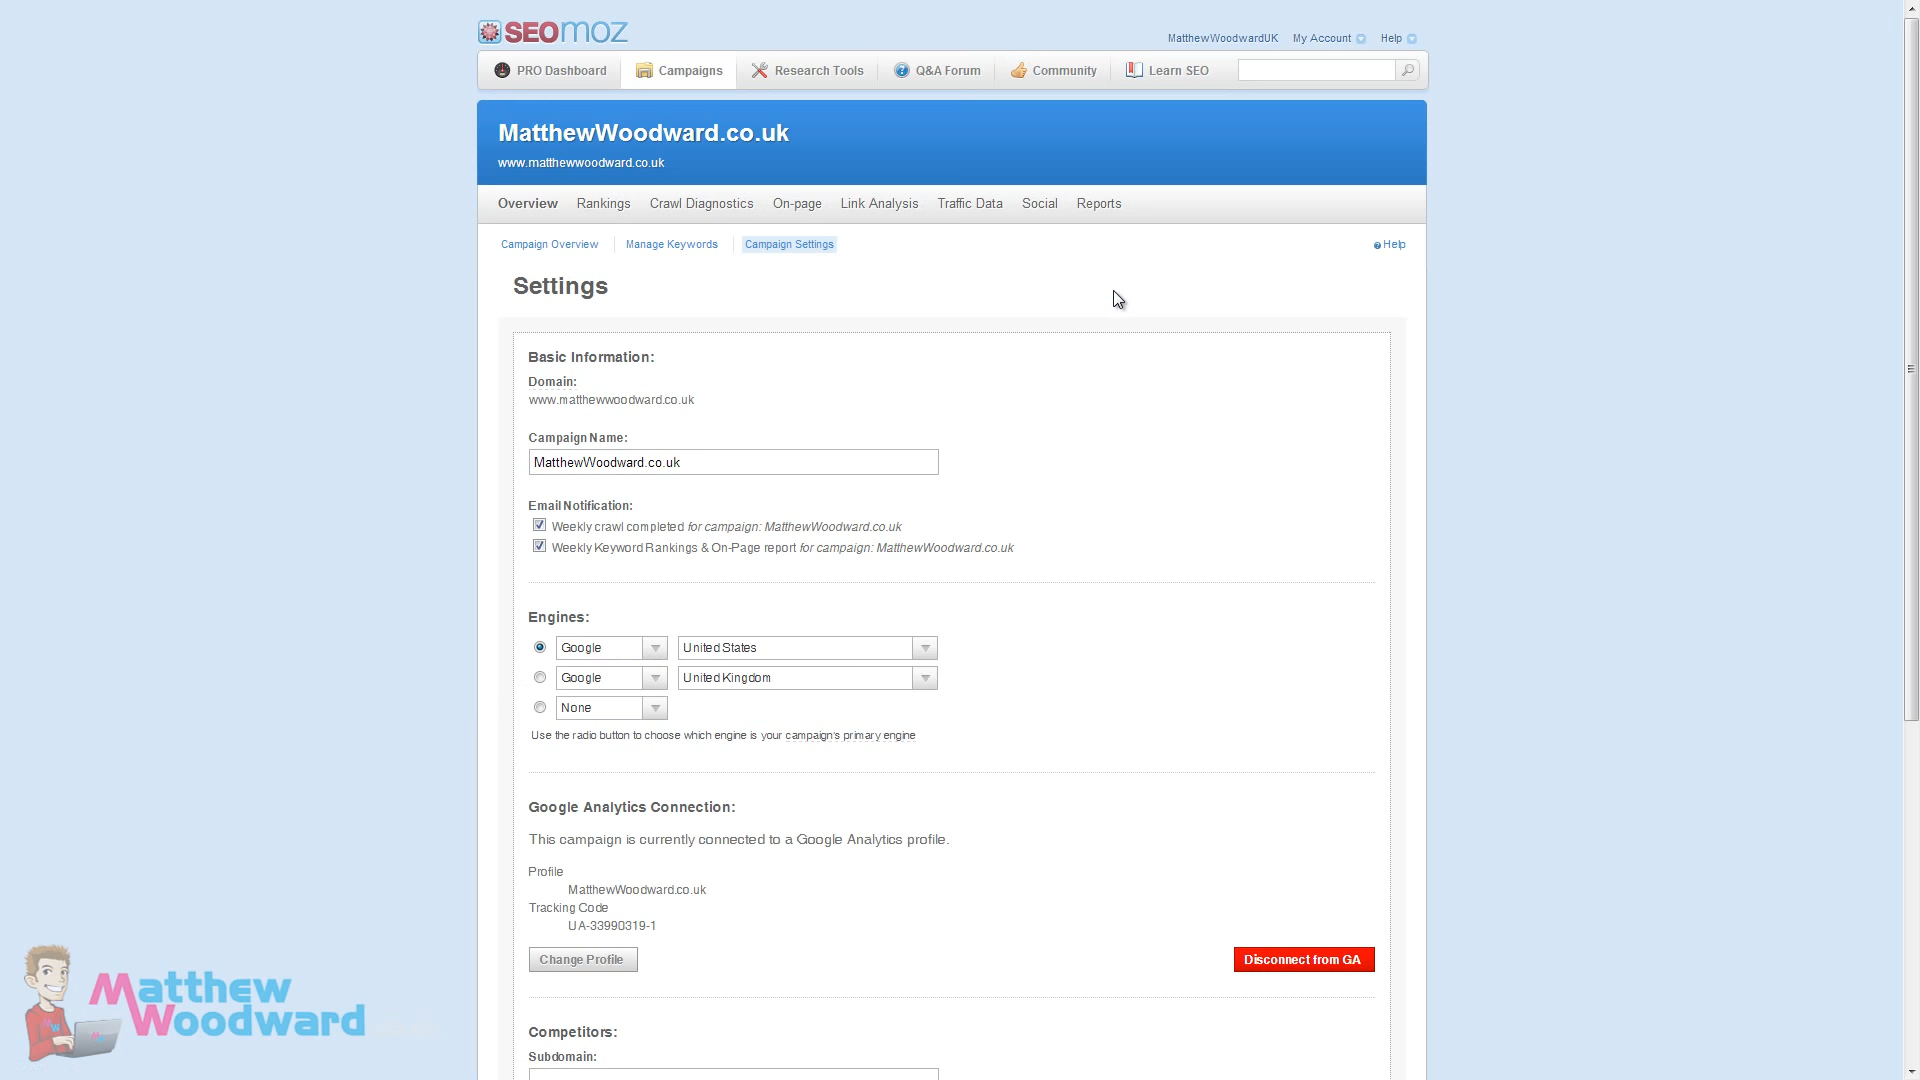 SEOmoz
MatthewWoodwardUK My Account Help
PRO Dashboard Campaigns Research Tools Q&A Forum Community Learn SEO
MatthewWoodward.co.uk
www.matthewwoodward.co.uk
Overview Rankings Crawl Diagnostics On-page Link Analysis Traffic Data Social Reports
Campaign Overview Manage Keywords Campaign Settings Help
Settings
Basic Information:
Domain:
www.matthewwoodward.co.uk
Campaign Name:
MatthewWoodward.co.uk
Email Notification:
Weekly crawl completed for campaign: MatthewWoodward.co.uk
Weekly Keyword Rankings & On-Page report for campaign: MatthewWoodward.co.uk
Engines:
Google United States
Google United Kingdom
None
Use the radio button to choose which engine is your campaign's primary engine
Google Analytics Connection:
This campaign is currently connected to a Google Analytics profile.
Profile
MatthewWoodward.co.uk
Tracking Code
UA-33990319-1
Change Profile Disconnect from GA
Competitors:
Subdomain:
Matthew
Woodward